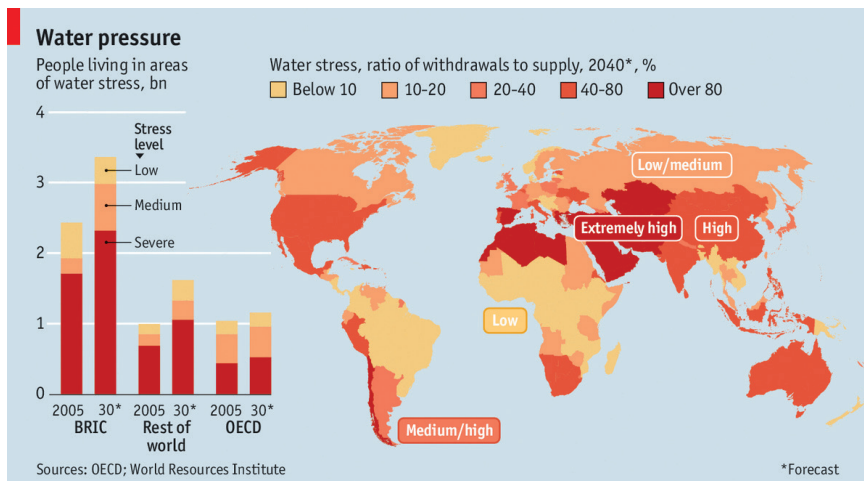 Water pressure
People living in areas
of water stress, bn
4
3
2
1
0
Stress
level
Low
Medium
Severe
2005 30* 2005 30* 2005 30*
BRIC Rest of OECD
world
Water stress, ratio of withdrawals to supply, 2040*, %
Below 10 10-20 20-40 40-80 Over 80
Low/medium
Extremely high High
Low
Medium/high
Sources: OECD; World Resources Institute
*Forecast